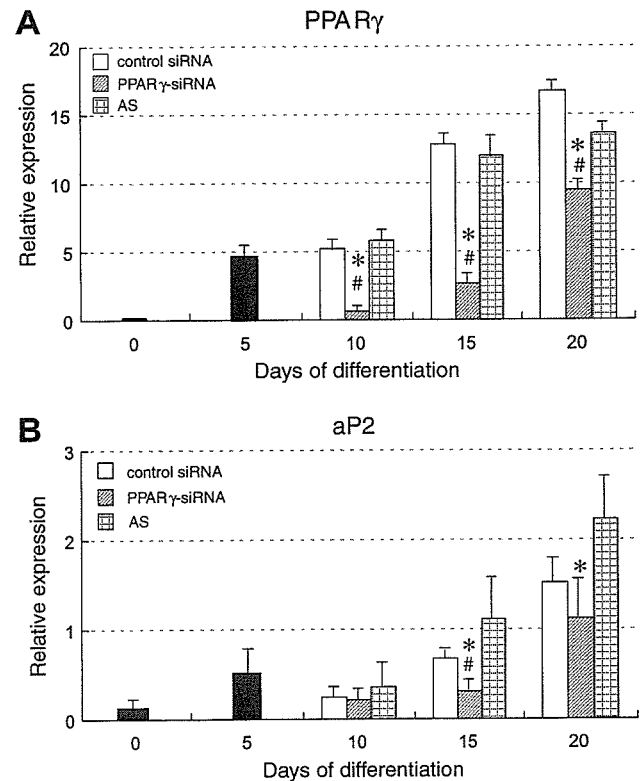 A
PPARγ
20
15
10
5
0
Relative expression
control siRNA
PPARγ-siRNA
AS
*
#
*
#
*
#
0 5 10 15 20
Days of differentiation
B
aP2
3
2
1
0
Relative expression
control siRNA
PPARγ-siRNA
AS
*
#
*
0 5 10 15 20
Days of differentiation